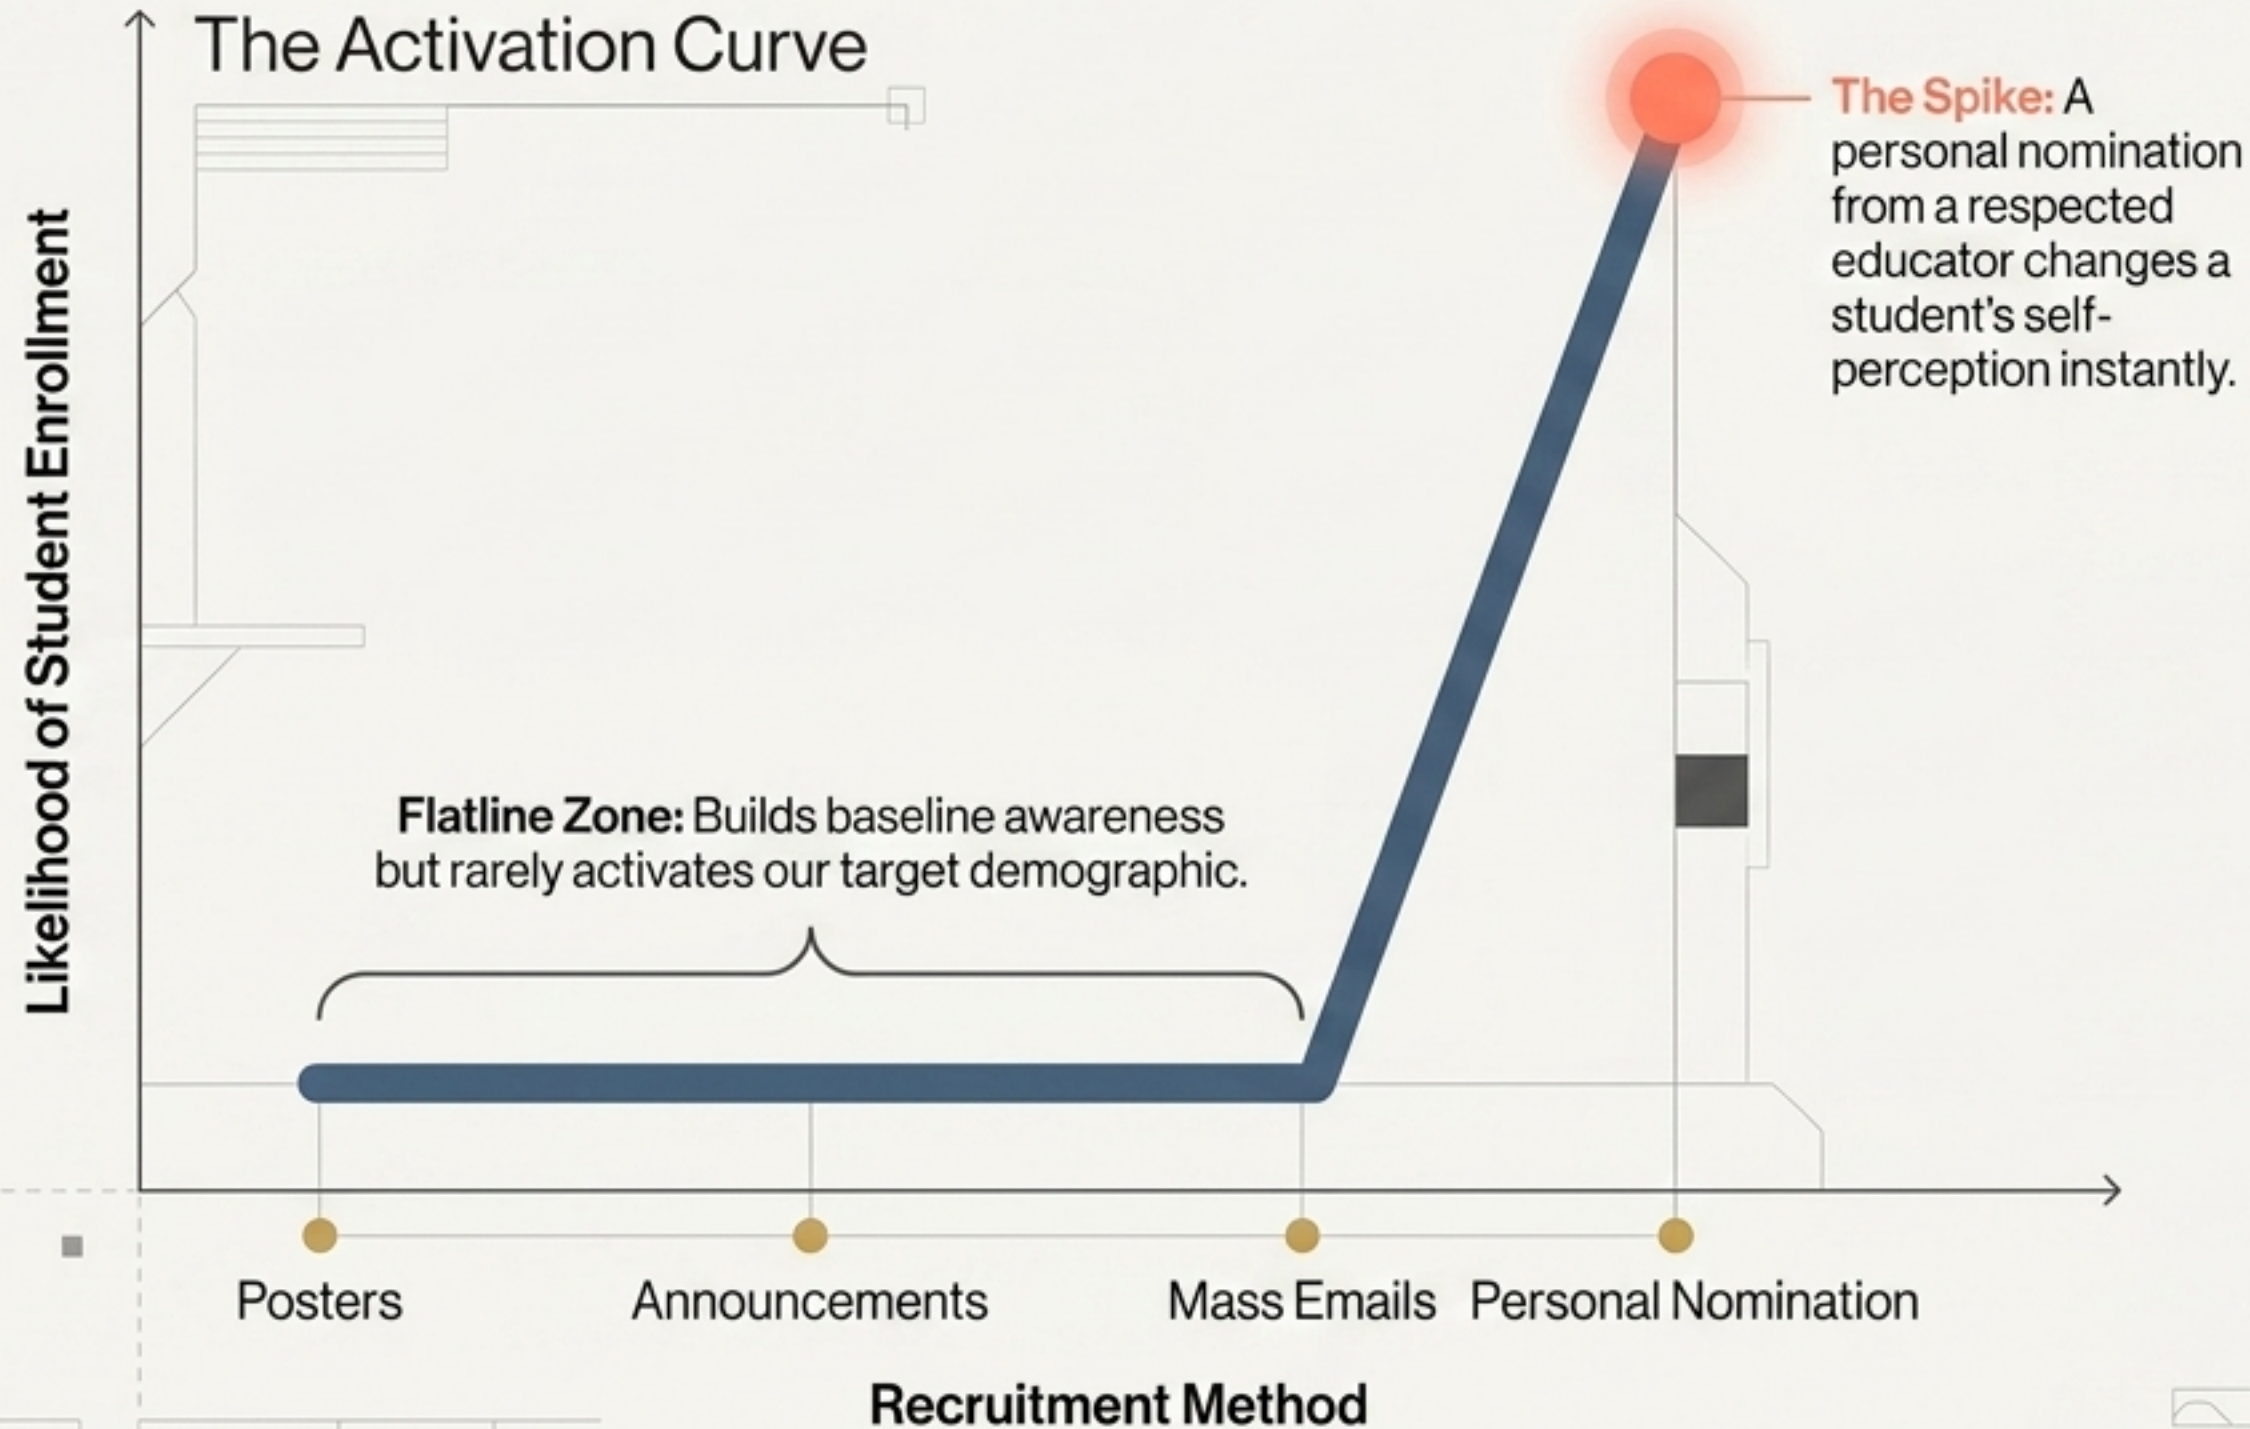 The Activation Curve
The Spike: A
personal nomination
from a respected
educator changes a
student's self-
perception instantly.
Likelihood of Student Enrollment
Flatline Zone: Builds baseline awareness
but rarely activates our target demographic.
Posters
Announcements
Mass Emails
Personal Nomination
Recruitment Method